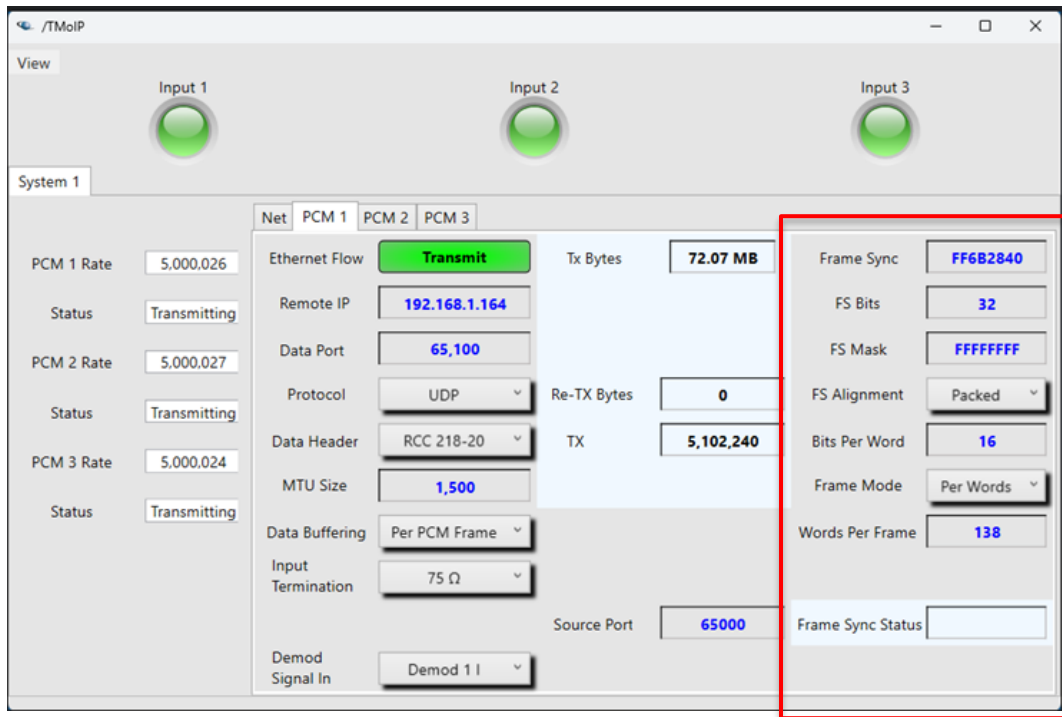 /TMoIP
View
Input 1 Input 2 Input 3
System 1
PCM 1 Rate 5,000,026
Status Transmitting
PCM 2 Rate 5,000,027
Status Transmitting
PCM 3 Rate 5,000,024
Status Transmitting
Net PCM 1 PCM 2 PCM 3
Ethernet Flow Transmit
Remote IP 192.168.1.164
Data Port 65,100
Protocol UDP
Data Header RCC 218-20
MTU Size 1,500
Data Buffering Per PCM Frame
Input
Termination 75 Ω
Demod
Signal In Demod 1 I
Tx Bytes 72.07 MB
Re-TX Bytes 0
TX 5,102,240
Source Port 65000
Frame Sync FF6B2840
FS Bits 32
FS Mask FFFFFFFF
FS Alignment Packed
Bits Per Word 16
Frame Mode Per Words
Words Per Frame 138
Frame Sync Status